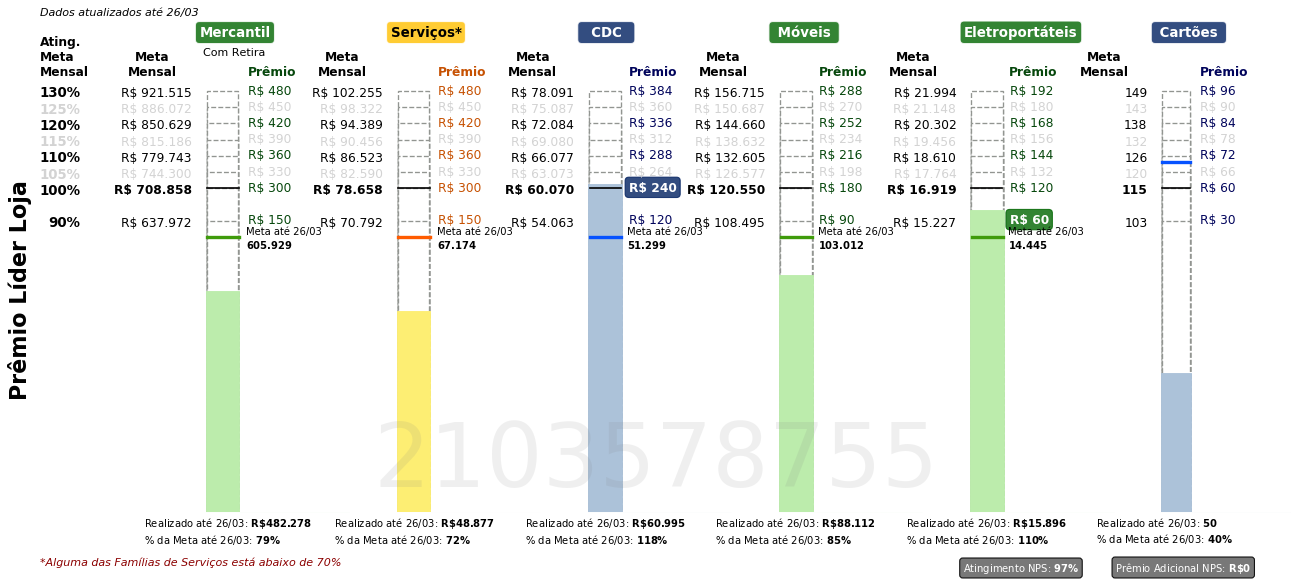 Dados atualizados até 26/03
Mercantil Serviços* CDC Móveis Eletroportáteis Cartões
Com Retira
Ating. Meta Mensal
Meta Mensal Prêmio Meta Mensal Prêmio Meta Mensal Prêmio Meta Mensal Prêmio Meta Mensal Prêmio Meta Mensal Prêmio
130% R$ 921.515 R$ 480 R$ 102.255 R$ 480 R$ 78.091 R$ 384 R$ 156.715 R$ 288 R$ 21.994 R$ 192 149 R$ 96
125% R$ 886.072 R$ 450 R$ 98.322 R$ 450 R$ 75.087 R$ 360 R$ 150.687 R$ 270 R$ 21.148 R$ 180 143 R$ 90
120% R$ 850.629 R$ 420 R$ 94.389 R$ 420 R$ 72.084 R$ 336 R$ 144.660 R$ 252 R$ 20.302 R$ 168 138 R$ 84
115% R$ 815.186 R$ 390 R$ 90.456 R$ 390 R$ 69.080 R$ 312 R$ 138.632 R$ 234 R$ 19.456 R$ 156 132 R$ 78
110% R$ 779.743 R$ 360 R$ 86.523 R$ 360 R$ 66.077 R$ 288 R$ 132.605 R$ 216 R$ 18.610 R$ 144 126 R$ 72
105% R$ 744.300 R$ 330 R$ 82.590 R$ 330 R$ 63.073 R$ 264 R$ 126.577 R$ 198 R$ 17.764 R$ 132 120 R$ 66
100% R$ 708.858 R$ 300 R$ 78.658 R$ 300 R$ 60.070 R$ 240 R$ 120.550 R$ 180 R$ 16.919 R$ 120 115 R$ 60
90% R$ 637.972 R$ 150 R$ 70.792 R$ 150 R$ 54.063 R$ 120 R$ 108.495 R$ 90 R$ 15.227 R$ 60 103 R$ 30
Meta até 26/03 Meta até 26/03 Meta até 26/03 Meta até 26/03 Meta até 26/03
605.929 67.174 51.299 103.012 14.445
Prêmio Líder Loja
2103578755
Realizado até 26/03: R$482.278 Realizado até 26/03: R$48.877 Realizado até 26/03: R$60.995 Realizado até 26/03: R$88.112 Realizado até 26/03: R$15.896 Realizado até 26/03: 50
% da Meta até 26/03: 79% % da Meta até 26/03: 72% % da Meta até 26/03: 118% % da Meta até 26/03: 85% % da Meta até 26/03: 110% % da Meta até 26/03: 40%
*Alguma das Famílias de Serviços está abaixo de 70%
Atingimento NPS: 97% Prêmio Adicional NPS: R$0